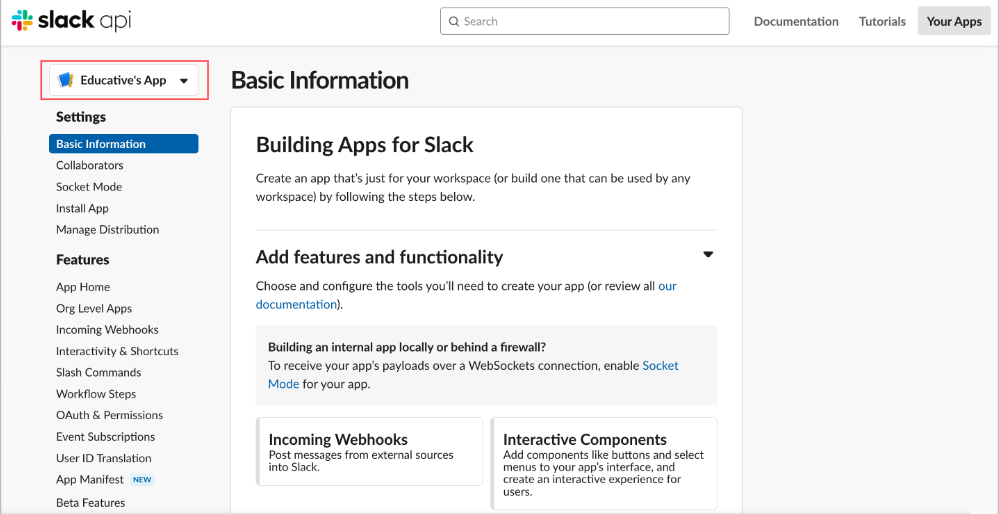 slack api
Search
Documentation
Tutorials
Your Apps
Educative's App
Settings
Basic Information
Collaborators
Socket Mode
Install App
Manage Distribution
Features
App Home
Org Level Apps
Incoming Webhooks
Interactivity & Shortcuts
Slash Commands
Workflow Steps
OAuth & Permissions
Event Subscriptions
User ID Translation
App Manifest NEW
Beta Features
Basic Information
Building Apps for Slack
Create an app that's just for your workspace (or build one that can be used by any
workspace) by following the steps below.
Add features and functionality
Choose and configure the tools you'll need to create your app (or review all our
documentation).
Building an internal app locally or behind a firewall?
To receive your app's payloads over a WebSockets connection, enable Socket
Mode for your app.
Incoming Webhooks
Post messages from external sources
into Slack.
Interactive Components
Add components like buttons and select
menus to your app's interface, and
create an interactive experience for
users.